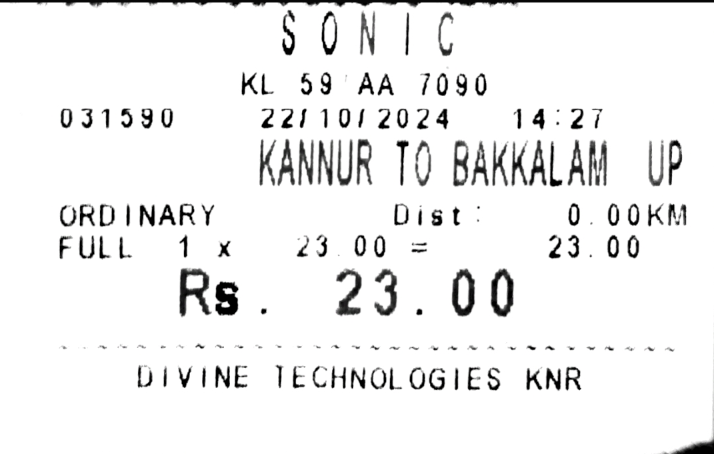 SONIC
KL 59 AA 7090
031590 22/10/2024 14:27
KANNUR TO BAKKALAM UP
ORDINARY Dist: 0.00KM
FULL 1 x 23.00 = 23.00
Rs. 23.00
DIVINE TECHNOLOGIES KNR